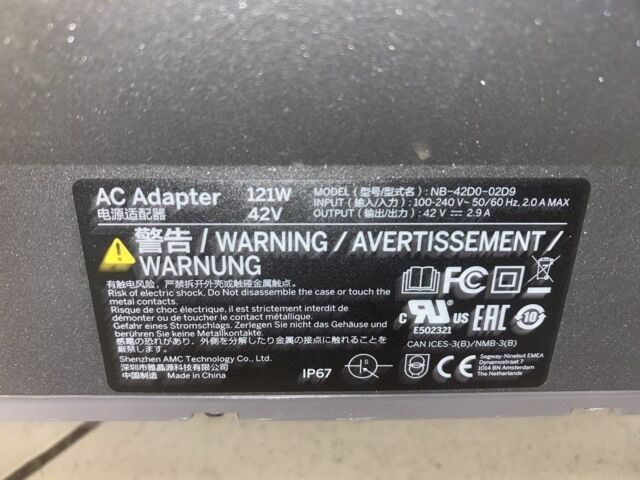 AC Adapter 121W MODEL (型号/型式名) : NB-42D0-02D9
电源适配器 42V INPUT (输入/入力) : 100-240 V~ 50/60 Hz, 2.0 A MAX
OUTPUT (输出/出力) : 42 V ⎓ 2.9 A
警告 / WARNING / AVERTISSEMENT /
WARNUNG
有触电风险，严禁拆开外壳或触碰金属触点。
Risk of electric shock. Do not disassemble the case or touch the
metal contacts.
Risque de choc électrique, il est strictement interdit de
démonter ou de toucher les contacts métalliques.
Gefahr eines Stromschlags. Zerlegen Sie nicht das Gehäuse und
berühren Sie keine Metallkontakte.
感電の恐れがあり、外側を分解したり金属の接点に触れることを
厳禁します。
Shenzhen AMC Technology Co., Ltd.
深圳市雅晶源科技有限公司
中国制造 Made in China
IP67
S
FC
c UL US EAC 10
E502321
CAN ICES-3(B)/NMB-3(B)
CE
Segway-Ninebot EMEA
Dynamostraat 7
1014 BN Amsterdam
The Netherlands